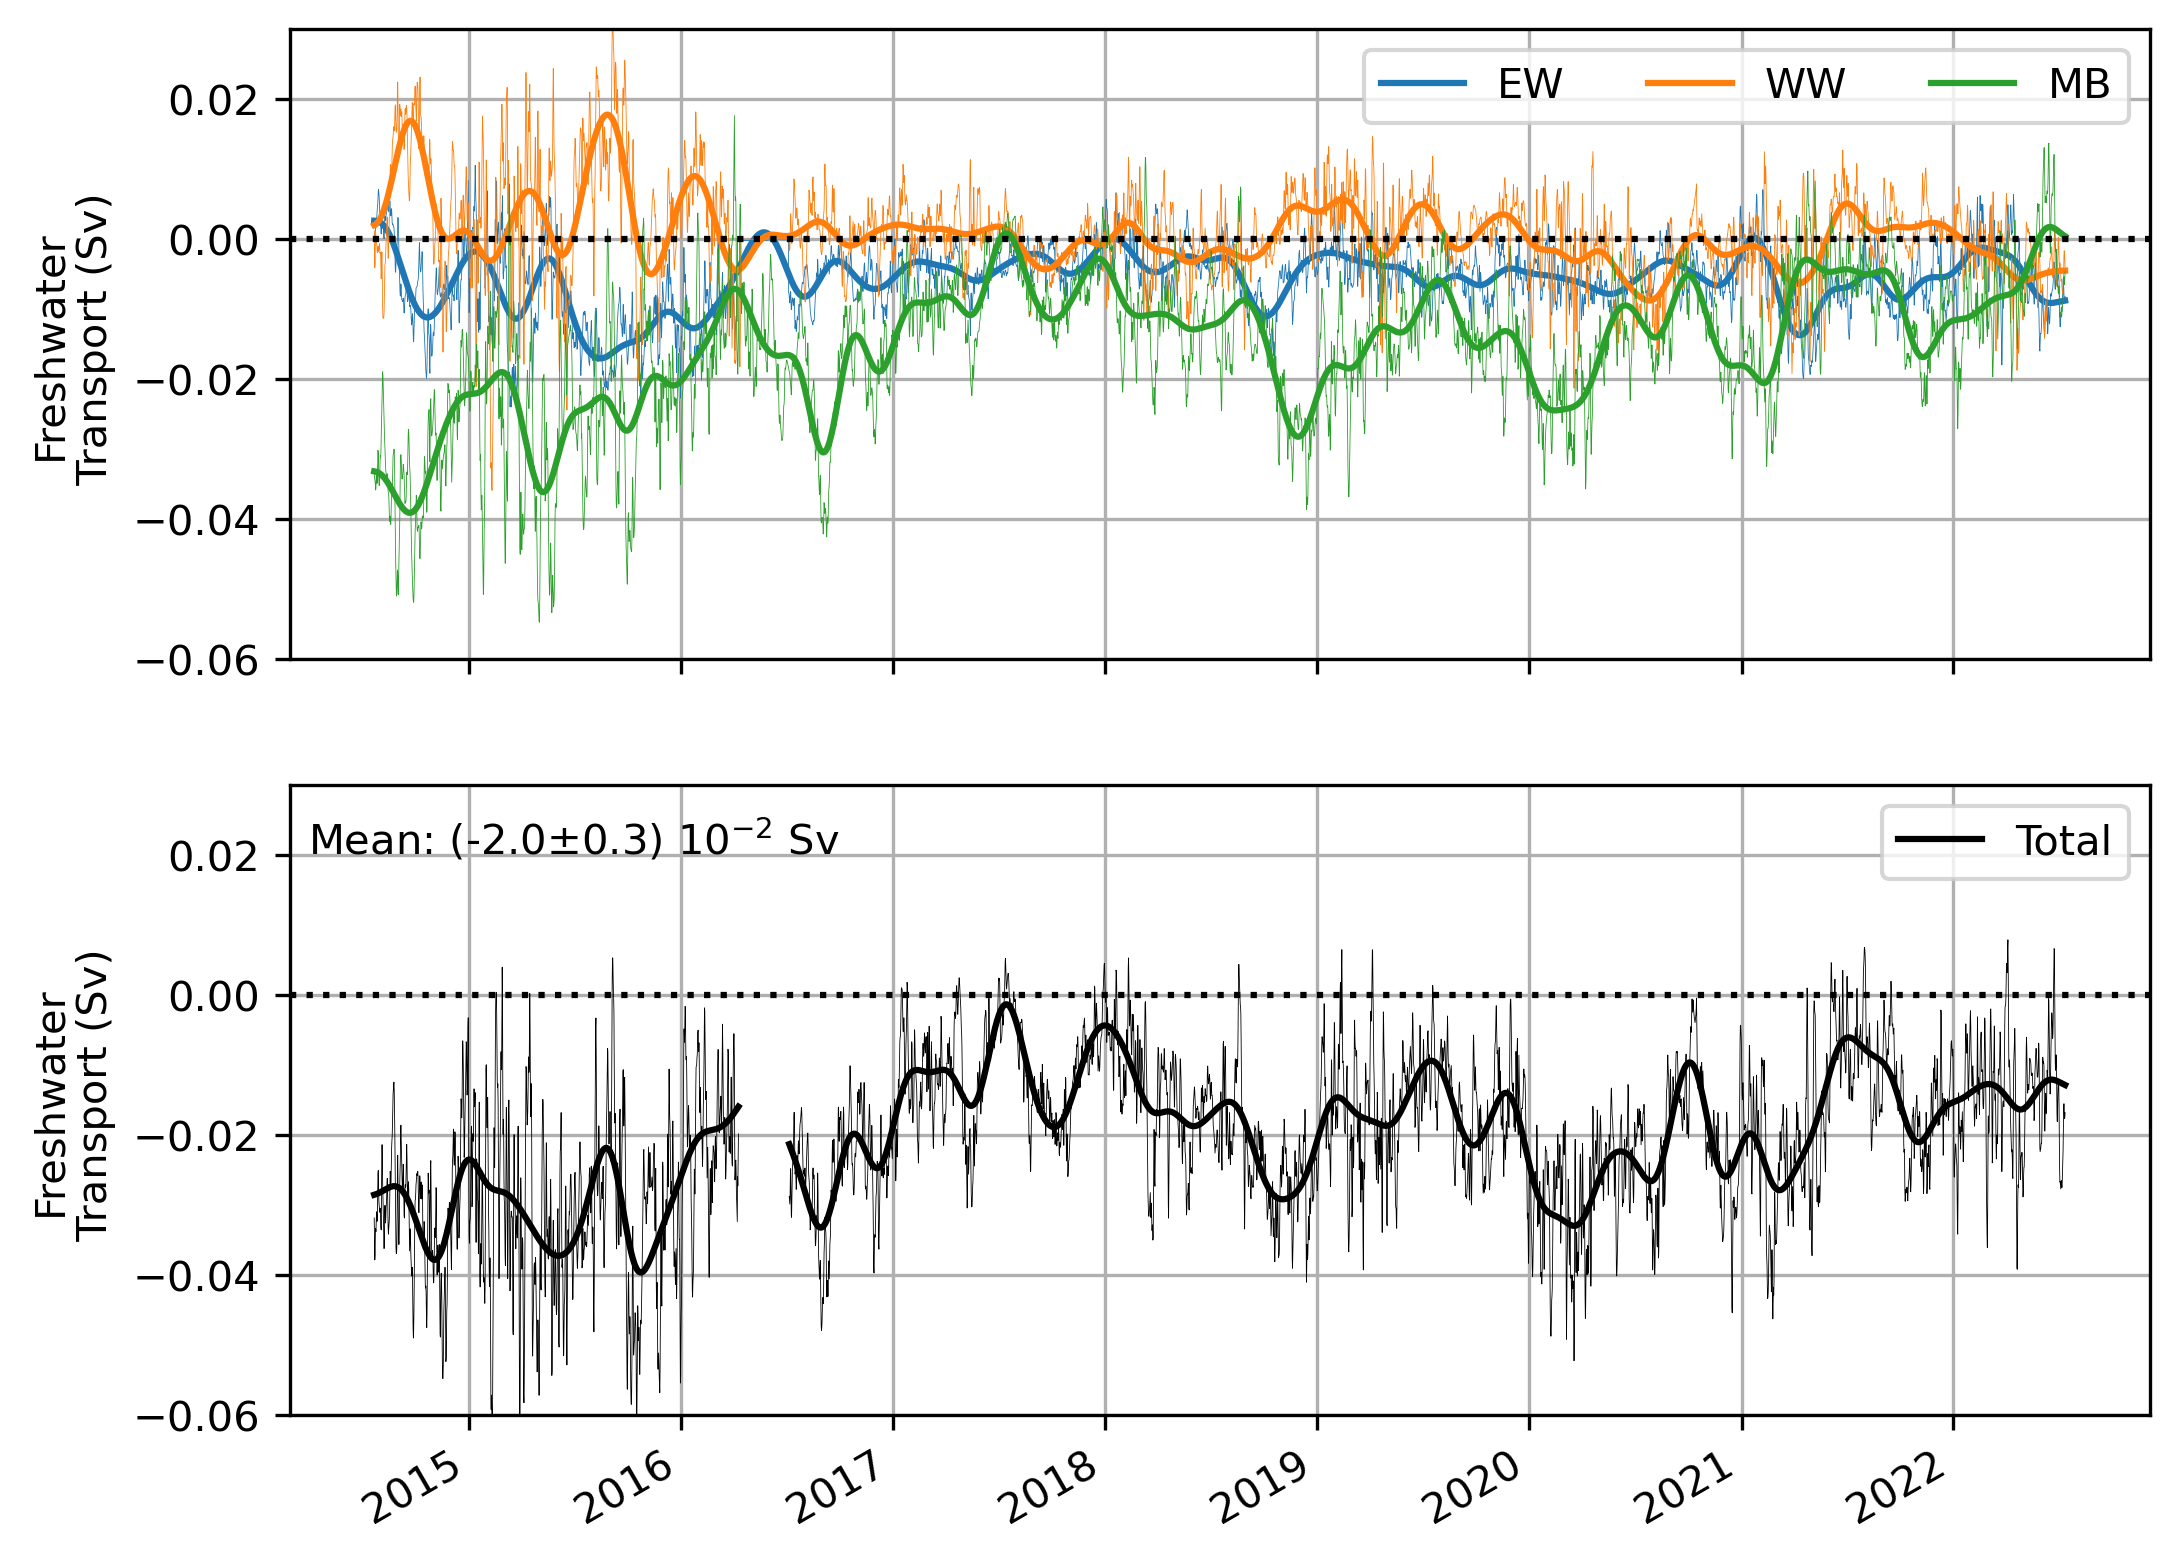 Freshwater
Transport (Sv)
0.02
0.00
−0.02
−0.04
−0.06
EW WW MB
Freshwater
Transport (Sv)
0.02
0.00
−0.02
−0.04
−0.06
Mean: (-2.0±0.3) 10⁻² Sv
Total
2015 2016 2017 2018 2019 2020 2021 2022